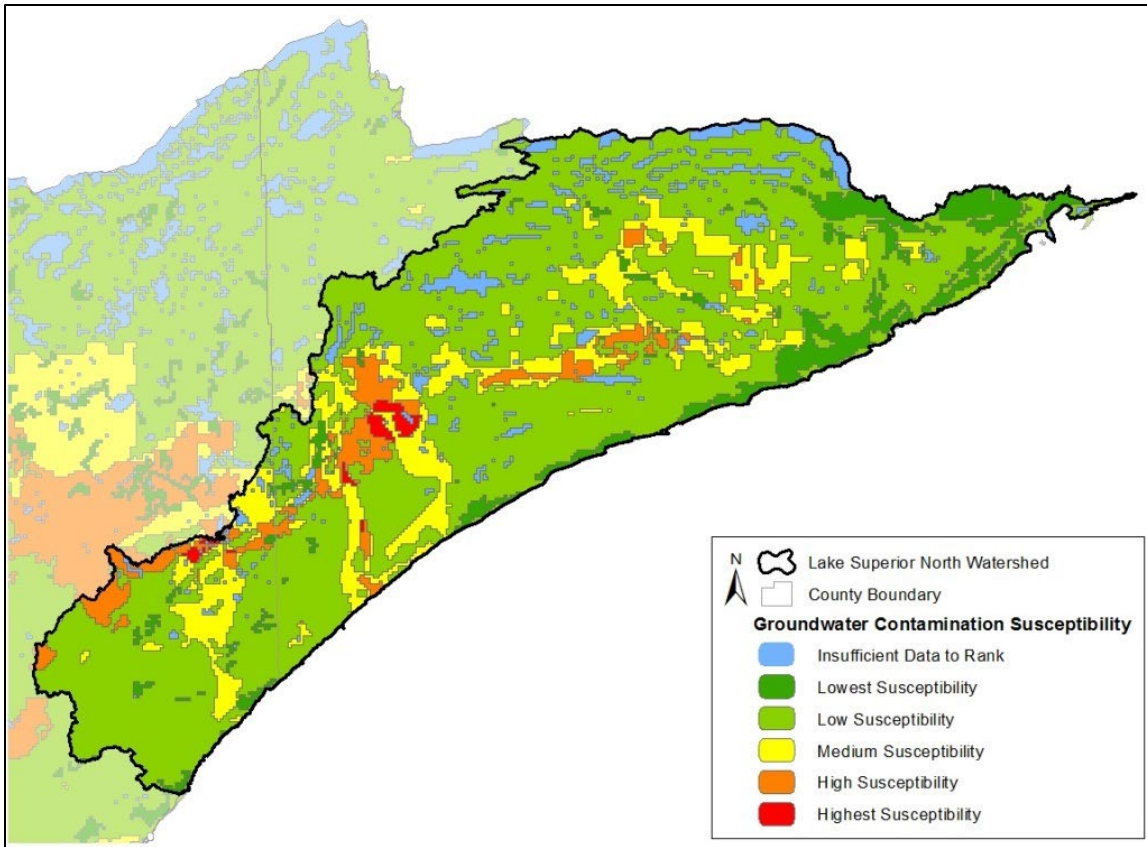 N
Lake Superior North Watershed
County Boundary
Groundwater Contamination Susceptibility
Insufficient Data to Rank
Lowest Susceptibility
Low Susceptibility
Medium Susceptibility
High Susceptibility
Highest Susceptibility